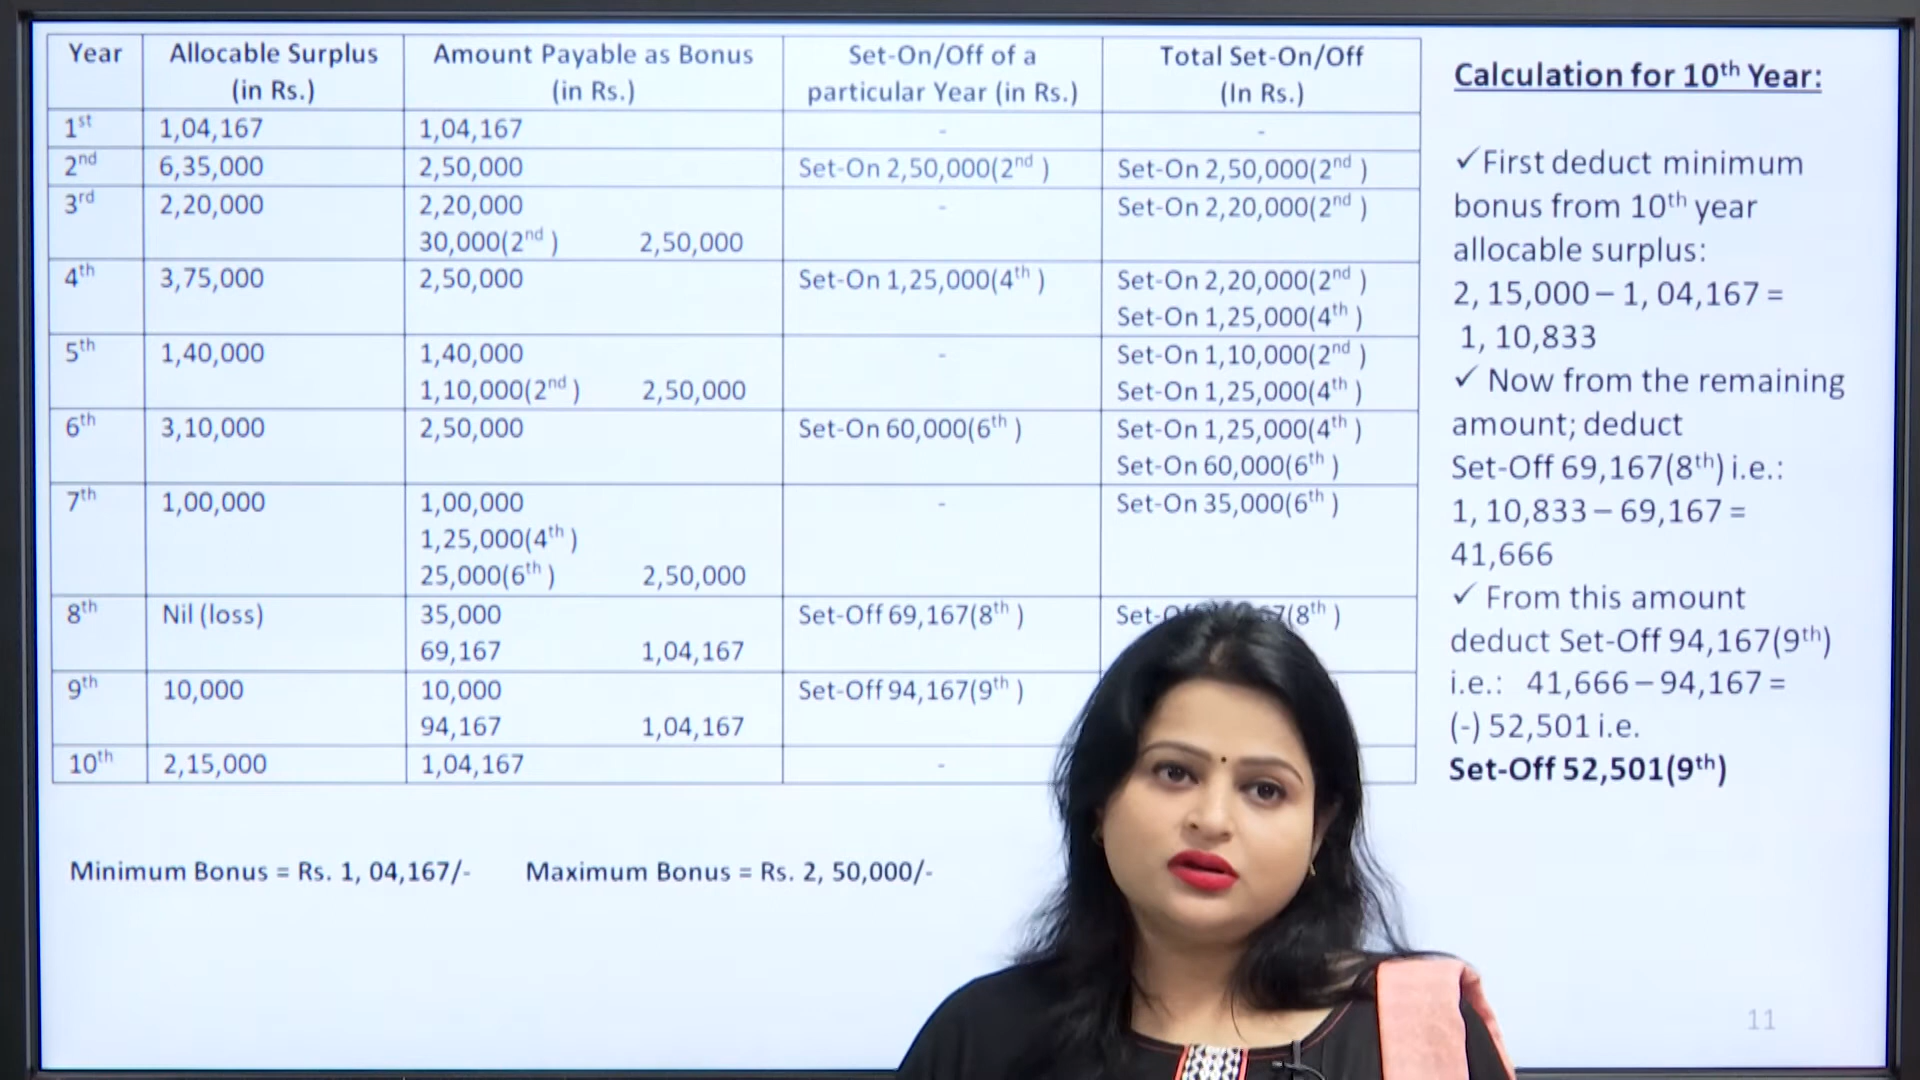 Year Allocable Surplus Amount Payable as Bonus Set-On/Off of a Total Set-On/Off
(in Rs.) (in Rs.) particular Year (in Rs.) (In Rs.)
1st 1,04,167 1,04,167 - -
2nd 6,35,000 2,50,000 Set-On 2,50,000(2nd ) Set-On 2,50,000(2nd )
3rd 2,20,000 2,20,000 - Set-On 2,20,000(2nd )
30,000(2nd ) 2,50,000
4th 3,75,000 2,50,000 Set-On 1,25,000(4th ) Set-On 2,20,000(2nd )
Set-On 1,25,000(4th )
5th 1,40,000 1,40,000 - Set-On 1,10,000(2nd )
1,10,000(2nd ) 2,50,000 Set-On 1,25,000(4th )
6th 3,10,000 2,50,000 Set-On 60,000(6th ) Set-On 1,25,000(4th )
Set-On 60,000(6th )
7th 1,00,000 1,00,000 - Set-On 35,000(6th )
1,25,000(4th )
25,000(6th ) 2,50,000
8th Nil (loss) 35,000 Set-Off 69,167(8th )
69,167 1,04,167
9th 10,000 10,000 Set-Off 94,167(9th )
94,167 1,04,167
10th 2,15,000 1,04,167 -
Minimum Bonus = Rs. 1, 04,167/- Maximum Bonus = Rs. 2, 50,000/-
Calculation for 10th Year:
✓First deduct minimum
bonus from 10th year
allocable surplus:
2, 15,000 – 1, 04,167 =
1, 10,833
✓ Now from the remaining
amount; deduct
Set-Off 69,167(8th) i.e.:
1, 10,833 – 69,167 =
41,666
✓ From this amount
deduct Set-Off 94,167(9th)
i.e.: 41,666 – 94,167 =
(-) 52,501 i.e.
Set-Off 52,501(9th)
11